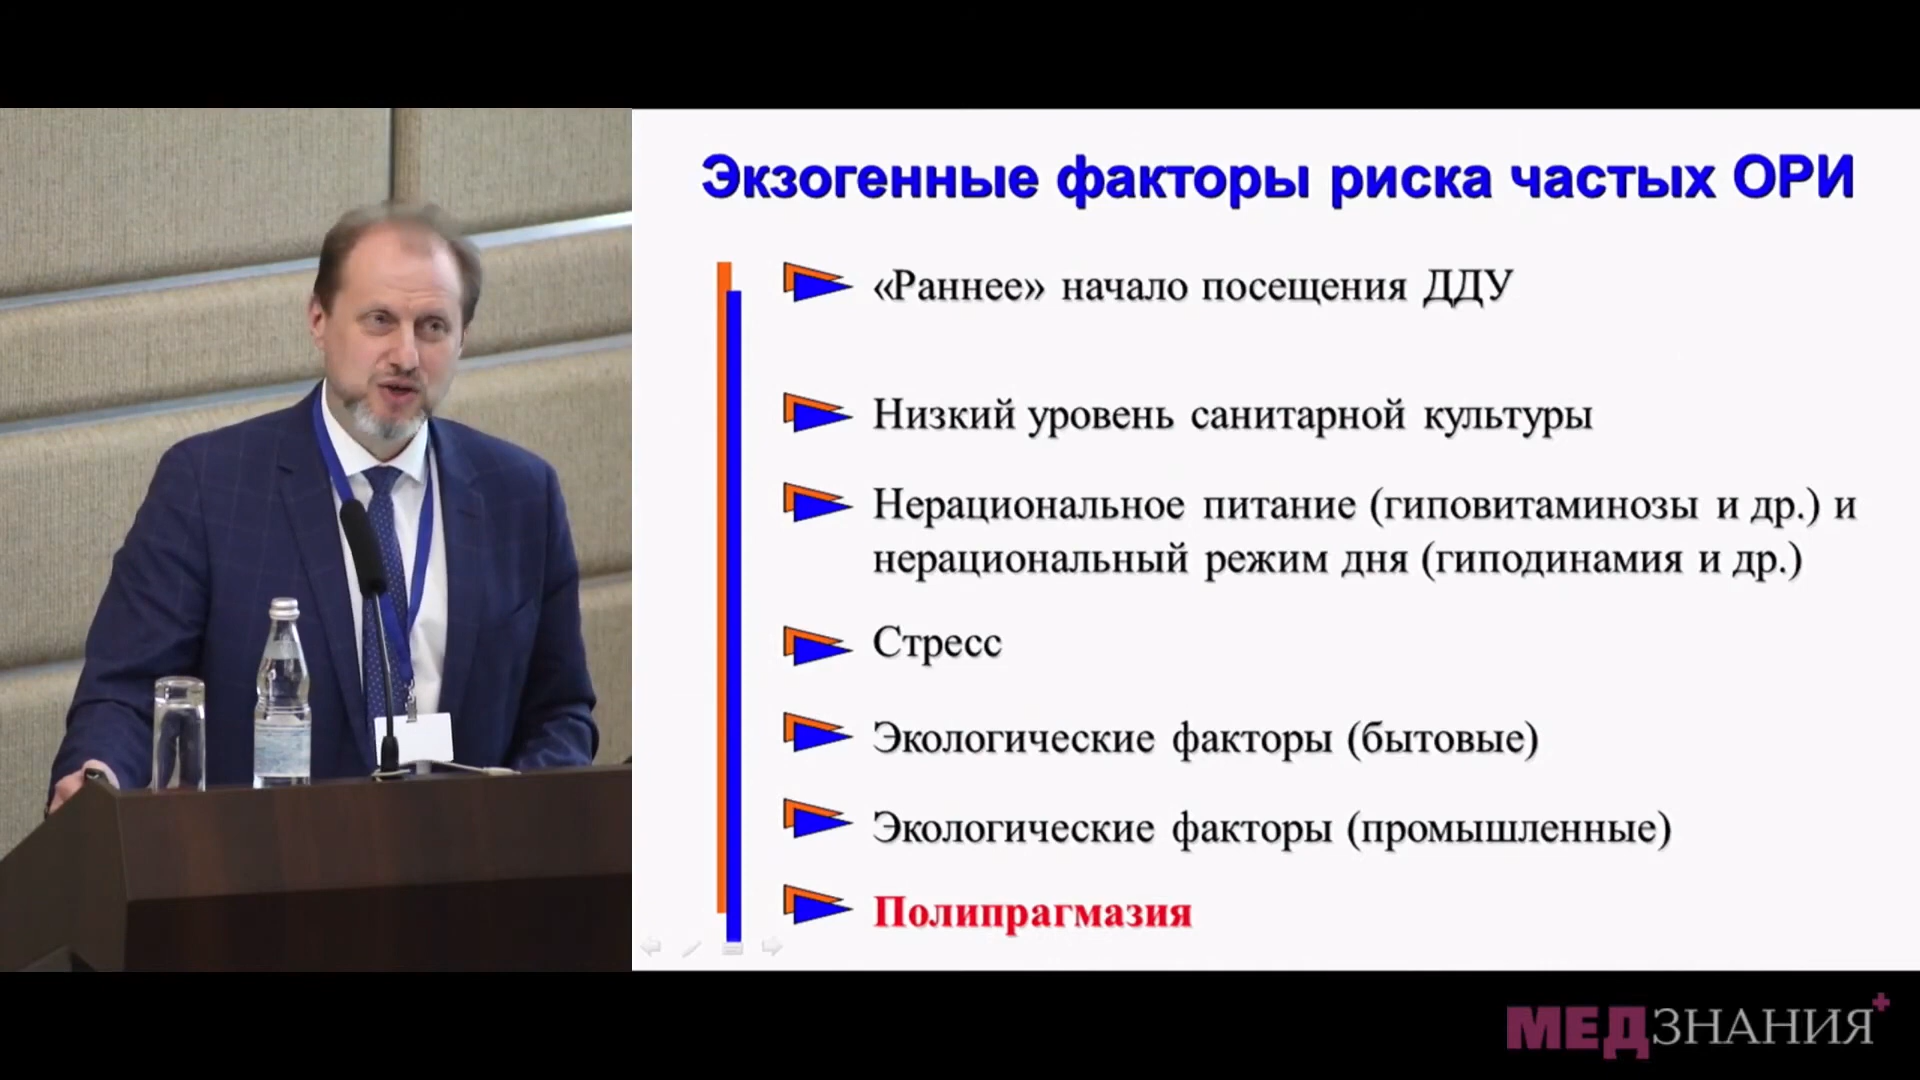 Экзогенные факторы риска частых ОРИ
«Раннее» начало посещения ДДУ
Низкий уровень санитарной культуры
Нерациональное питание (гиповитаминозы и др.) и
нерациональный режим дня (гиподинамия и др.)
Стресс
Экологические факторы (бытовые)
Экологические факторы (промышленные)
Полипрагмазия
МЕДЗНАНИЯ+